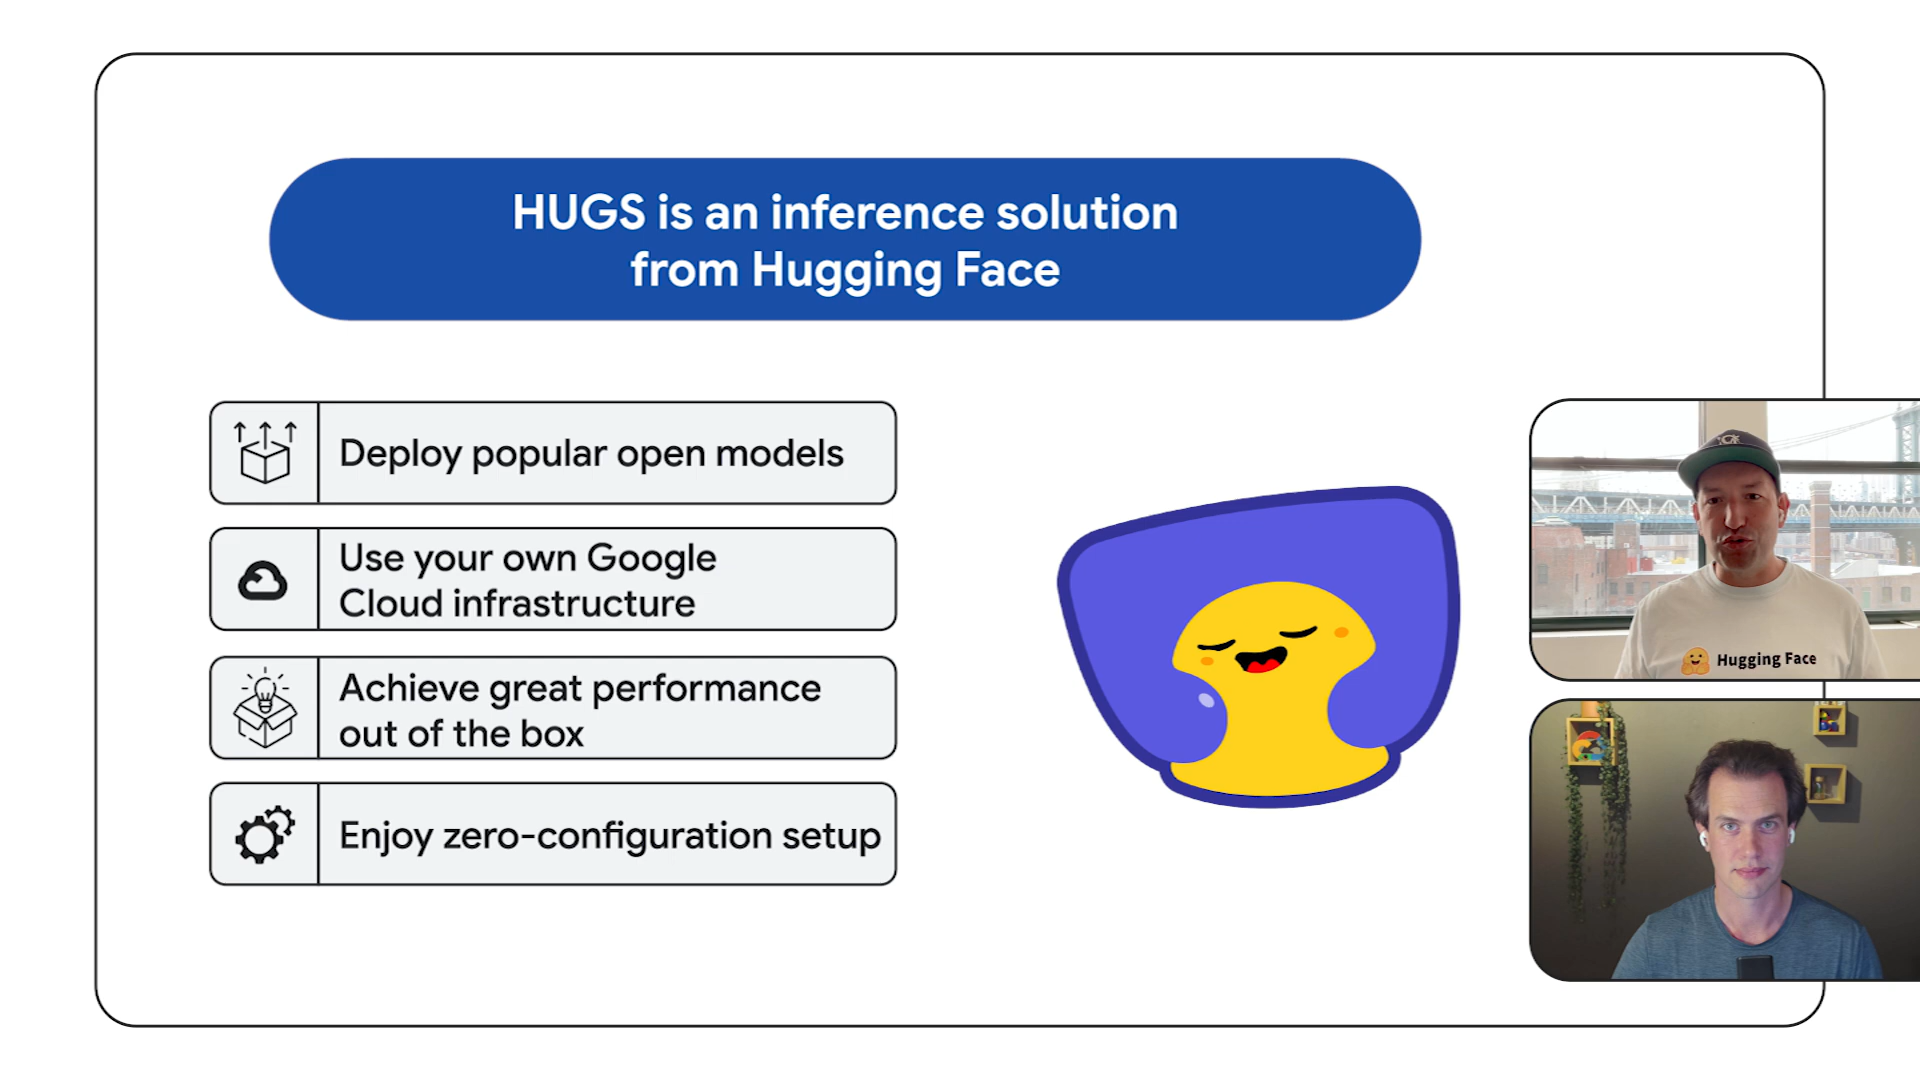 HUGS is an inference solution
from Hugging Face
Deploy popular open models
Use your own Google
Cloud infrastructure
Achieve great performance
out of the box
Enjoy zero-configuration setup
Hugging Face